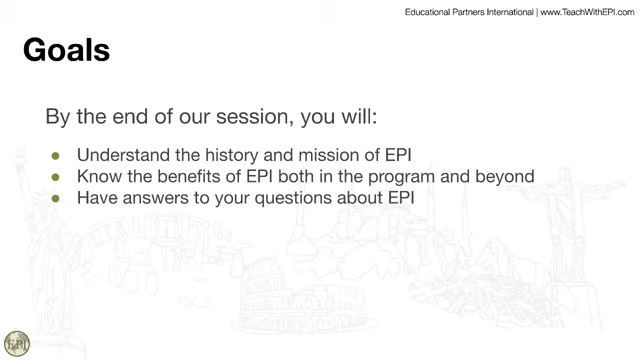 Educational Partners International | www.TeachWithEPI.com
Goals
By the end of our session, you will:
● Understand the history and mission of EPI
● Know the benefits of EPI both in the program and beyond
● Have answers to your questions about EPI
EPI